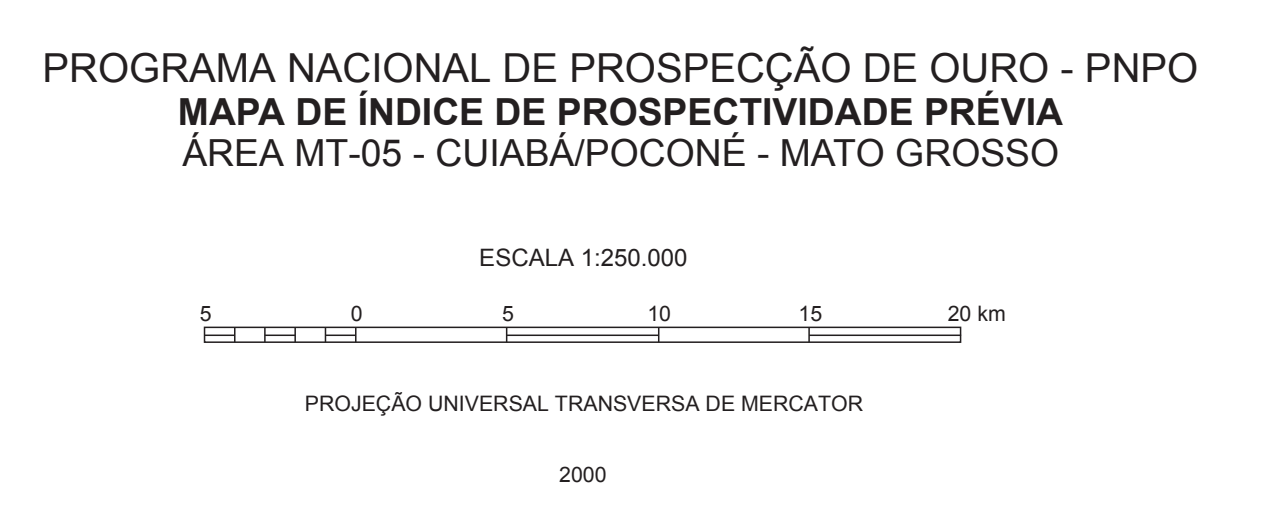 PROGRAMA NACIONAL DE PROSPECÇÃO DE OURO - PNPO
MAPA DE ÍNDICE DE PROSPECTIVIDADE PRÉVIA
ÁREA MT-05 - CUIABÁ/POCONÉ - MATO GROSSO
ESCALA 1:250.000
5 0 5 10 15 20 km
PROJEÇÃO UNIVERSAL TRANSVERSA DE MERCATOR
2000